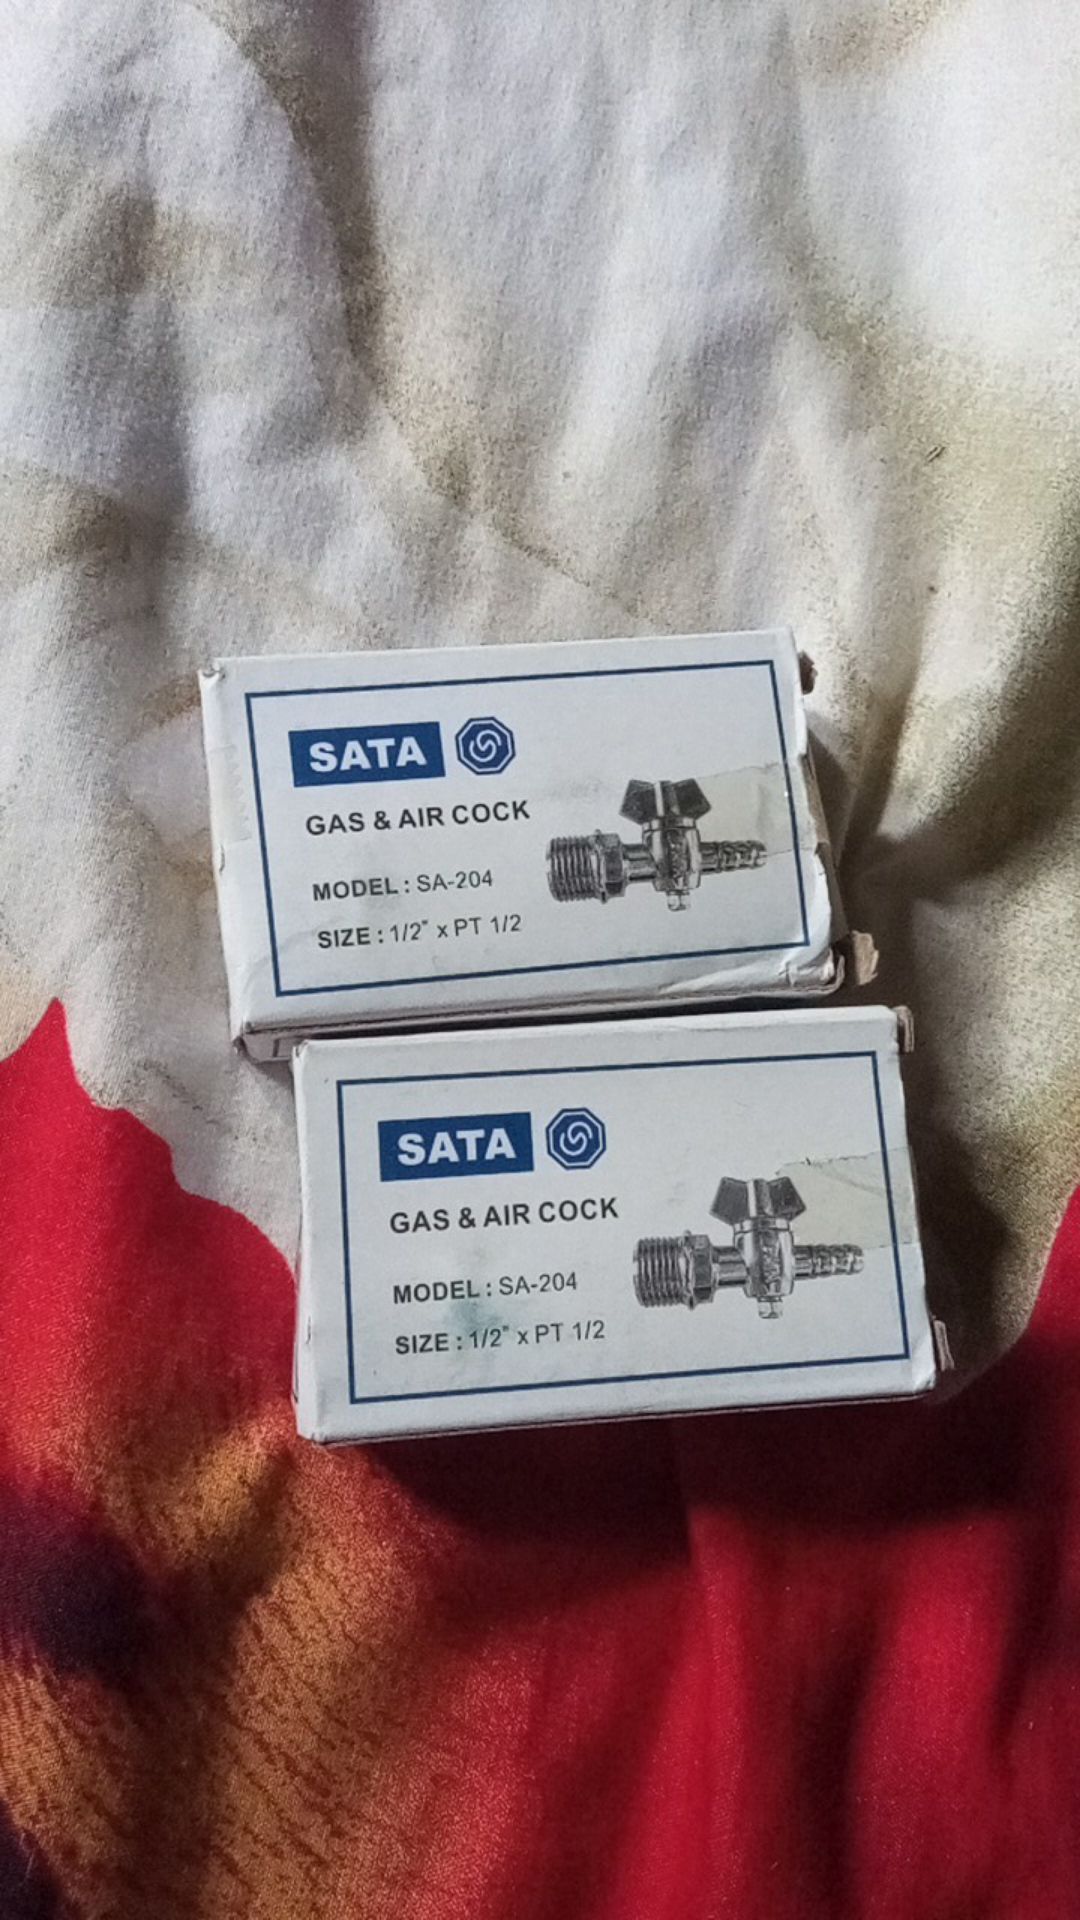 SATA
GAS & AIR COCK
MODEL : SA-204
SIZE : 1/2" x PT 1/2
SATA
GAS & AIR COCK
MODEL : SA-204
SIZE : 1/2" x PT 1/2